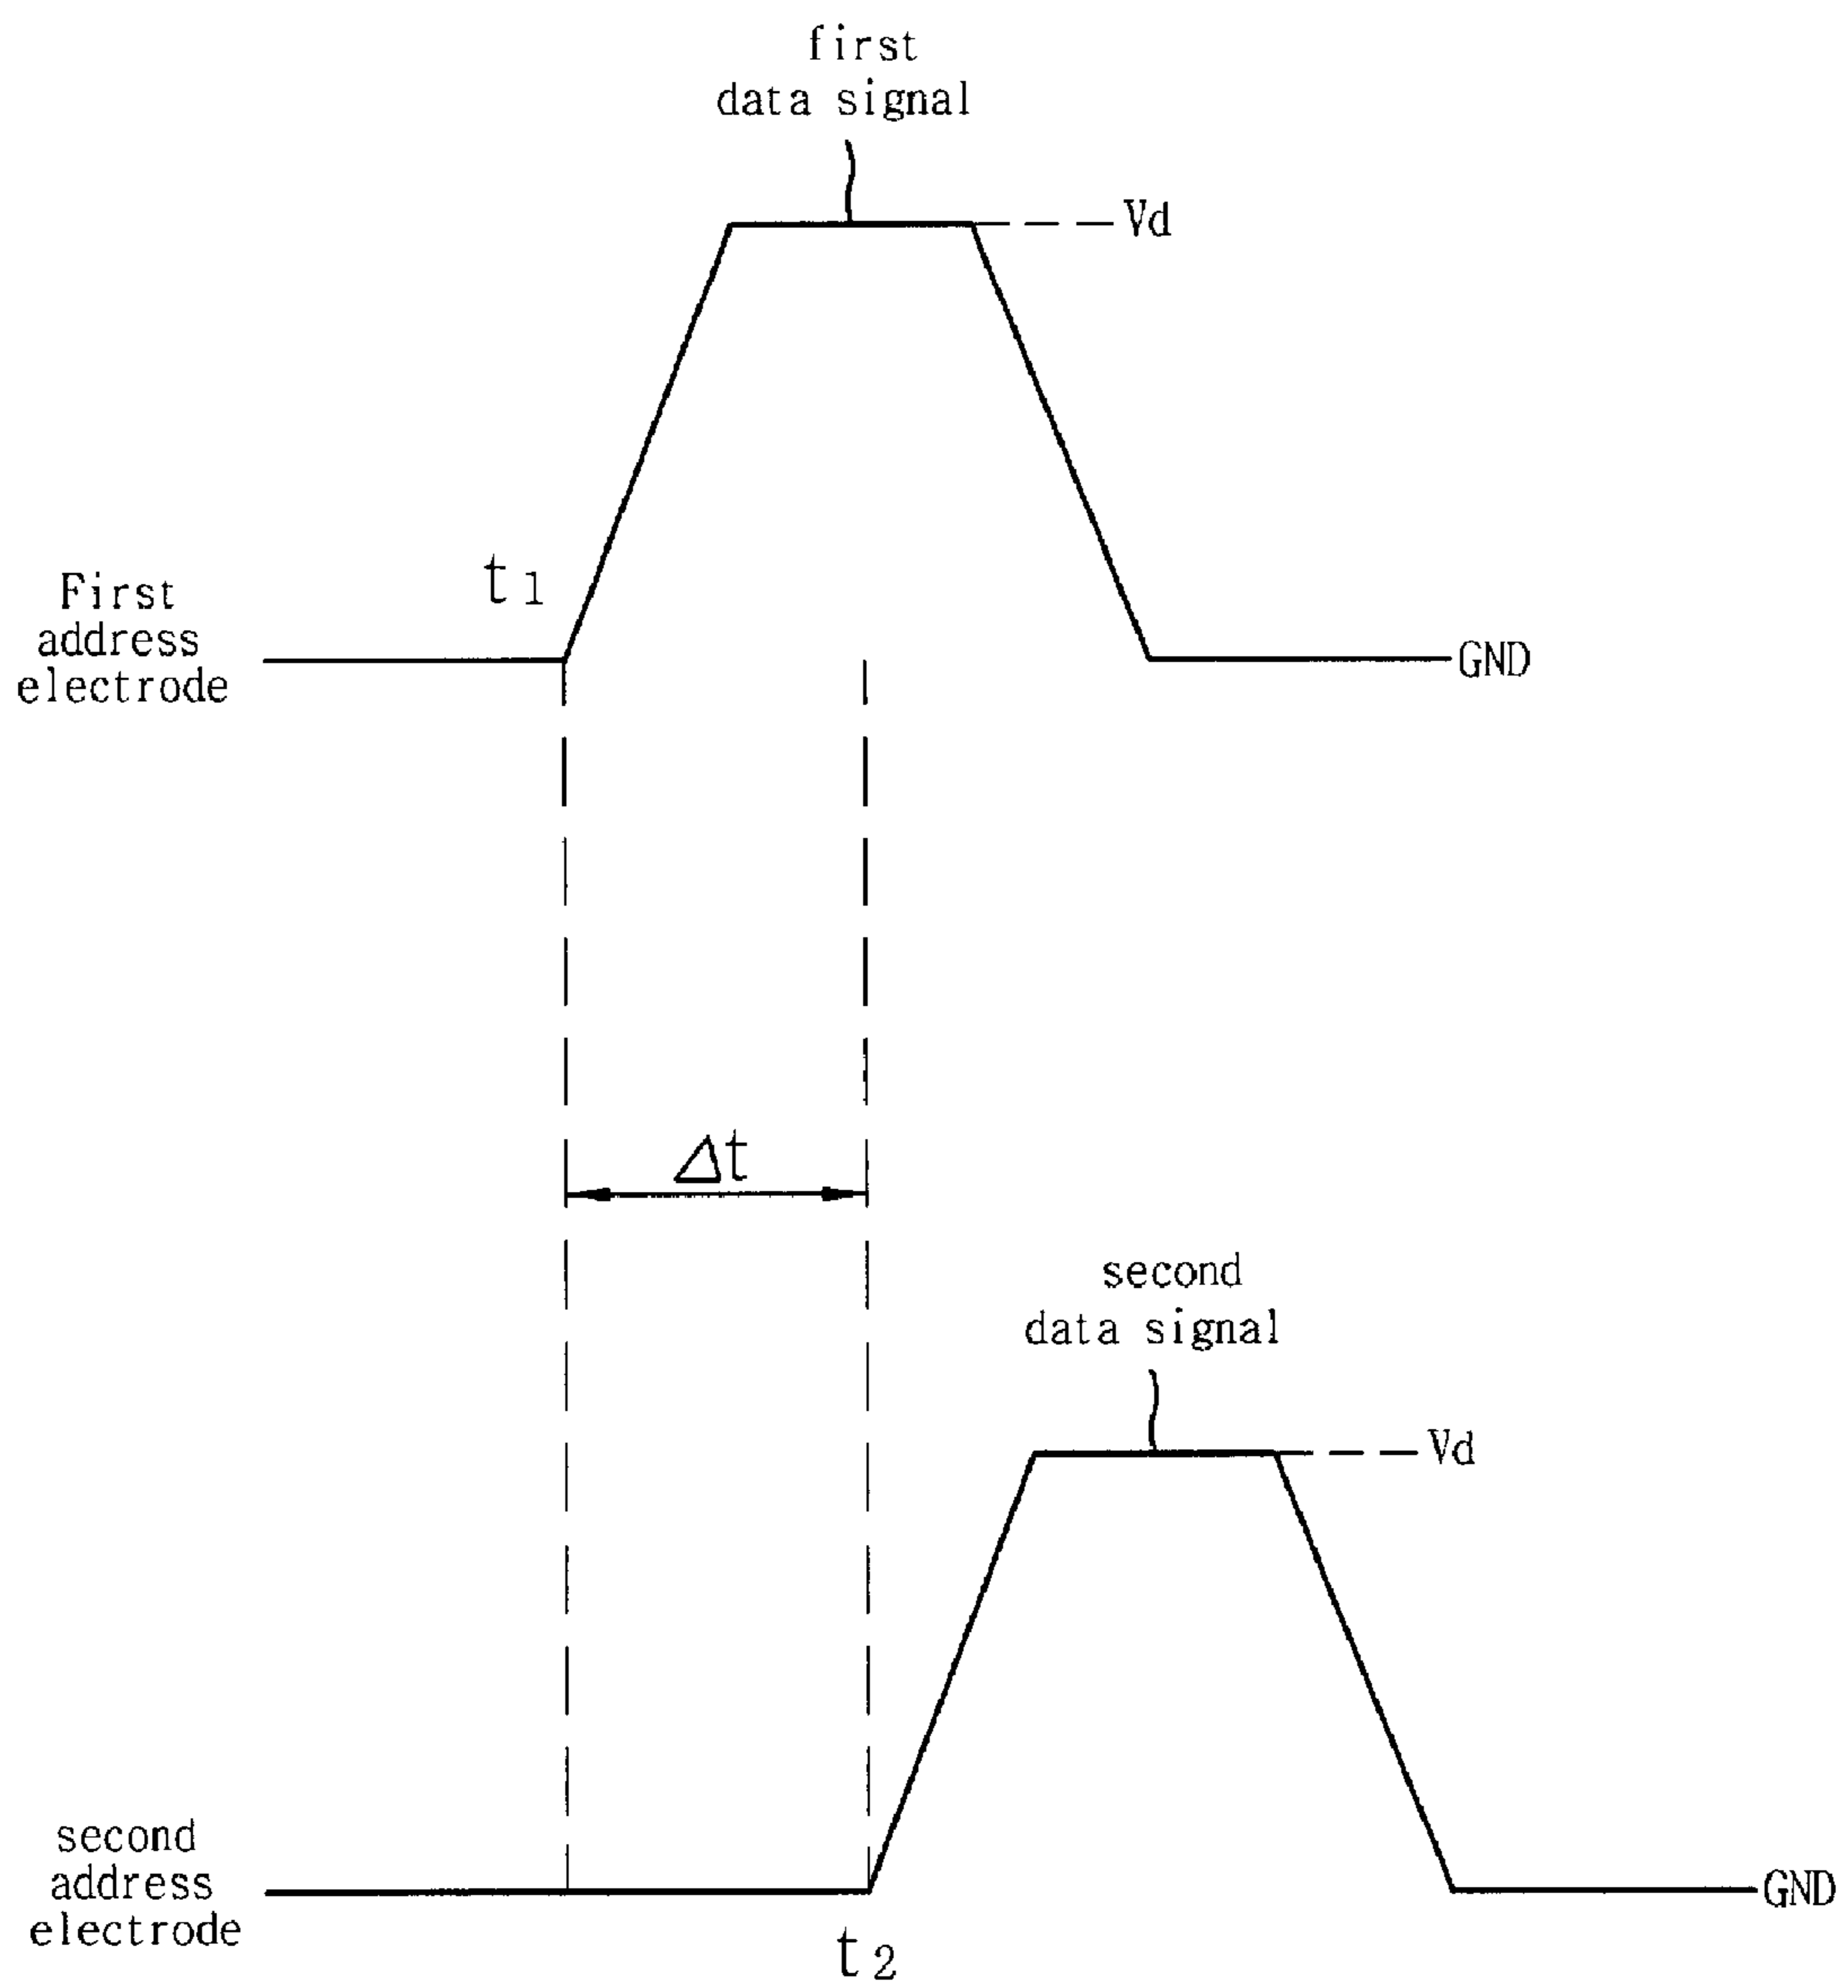 first
data signal
Vd
t1
First
address
electrode
GND
Δt
second
data signal
Vd
second
address
electrode
GND
t2